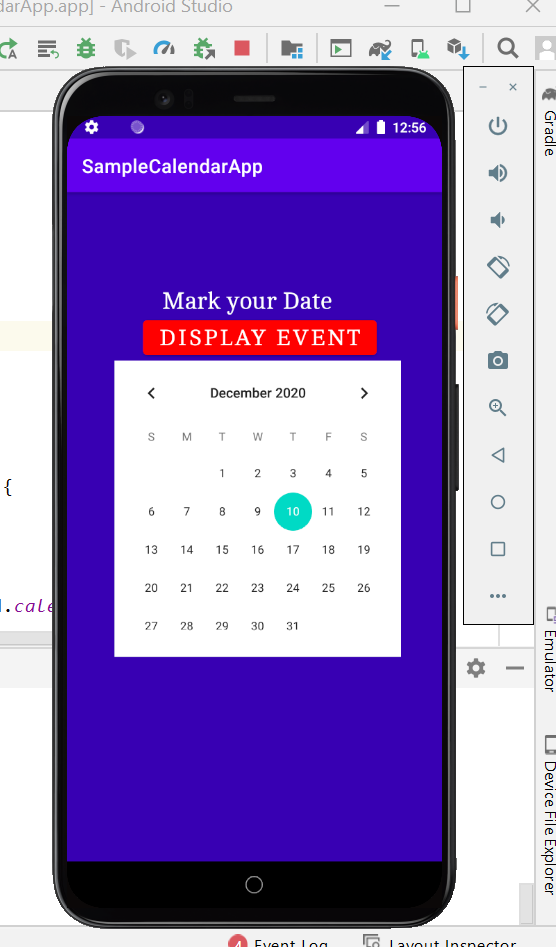 darApp.app] - Android Studio
12:56
SampleCalendarApp
Mark your Date
DISPLAY EVENT
December 2020
S M T W T F S
1 2 3 4 5
6 7 8 9 10 11 12
13 14 15 16 17 18 19
20 21 22 23 24 25 26
27 28 29 30 31
{
.cale
Gradle
Emulator
Device File Explorer
4 Event Log
Layout Inspector